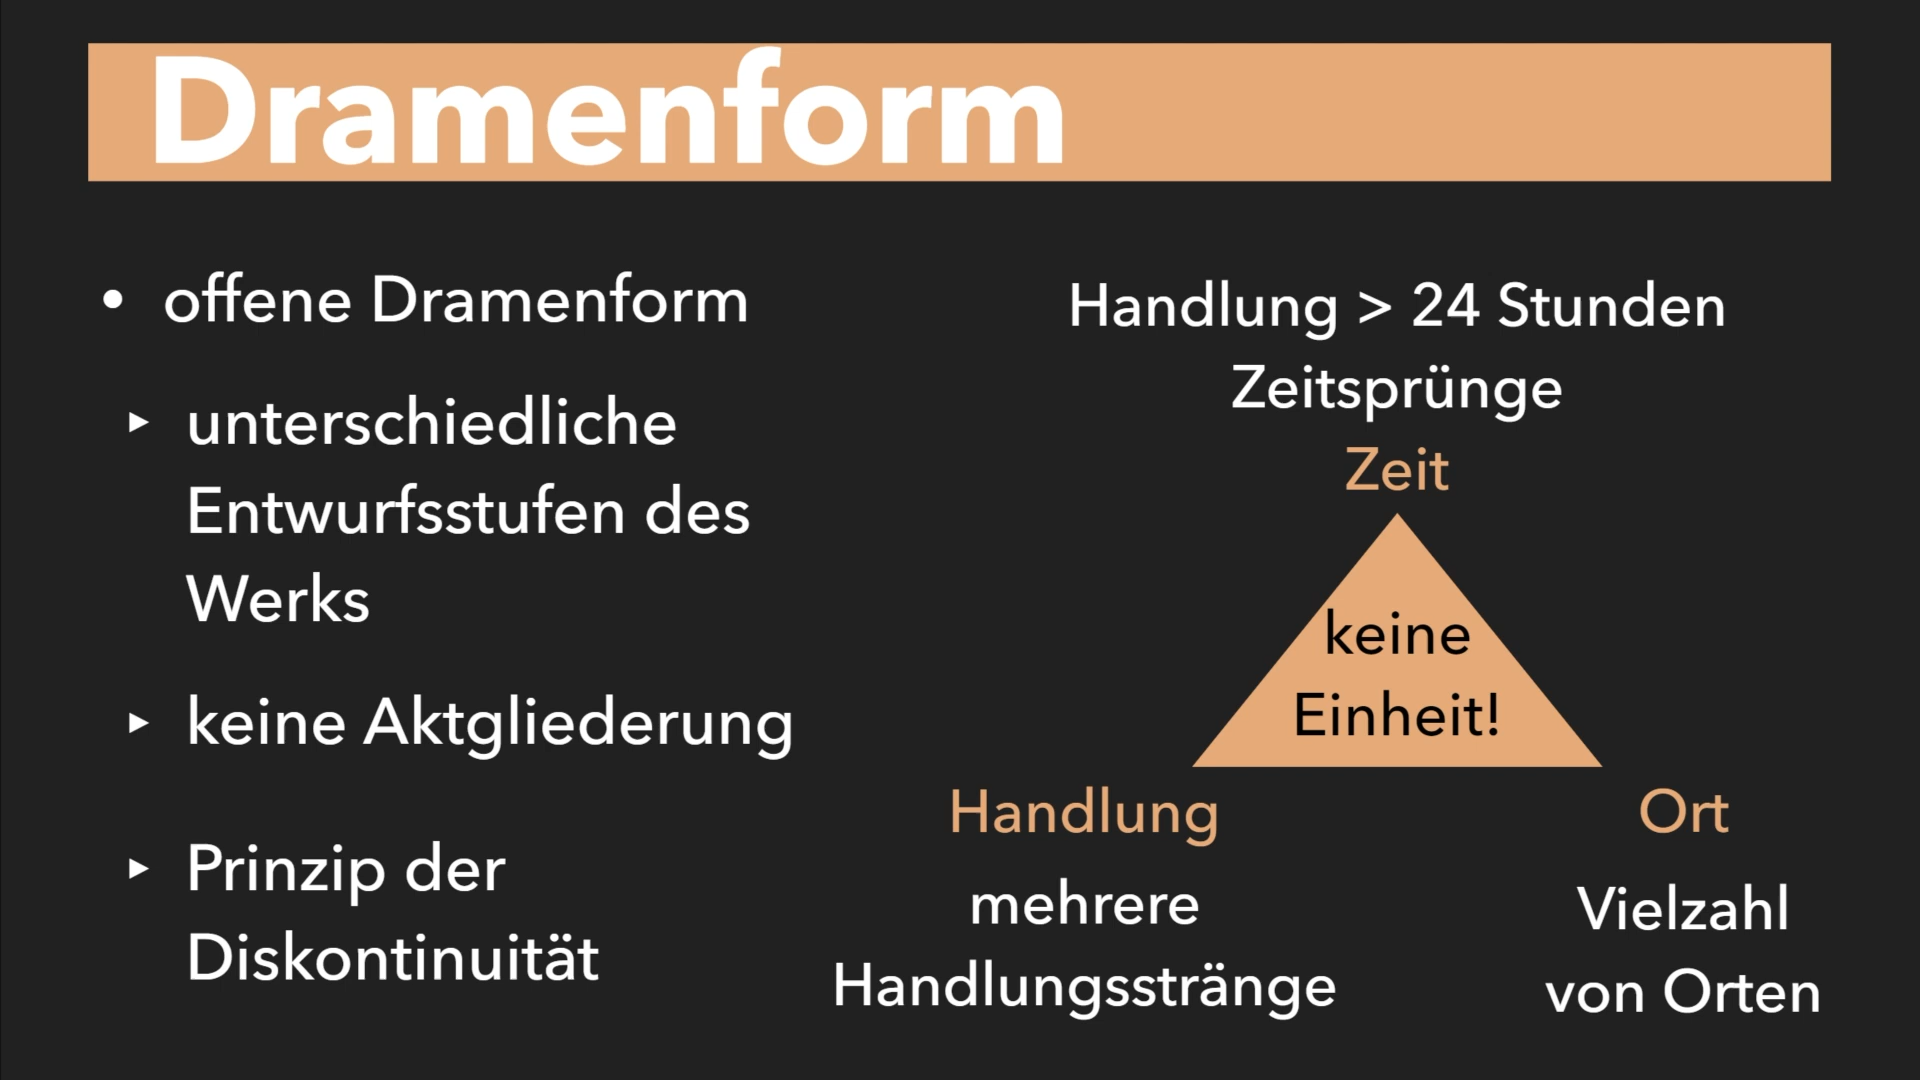 Dramenform
• offene Dramenform
‣ unterschiedliche
Entwurfsstufen des
Werks
‣ keine Aktgliederung
‣ Prinzip der
Diskontinuität
Handlung > 24 Stunden
Zeitsprünge
Zeit
keine
Einheit!
Handlung
mehrere
Handlungsstränge
Ort
Vielzahl
von Orten